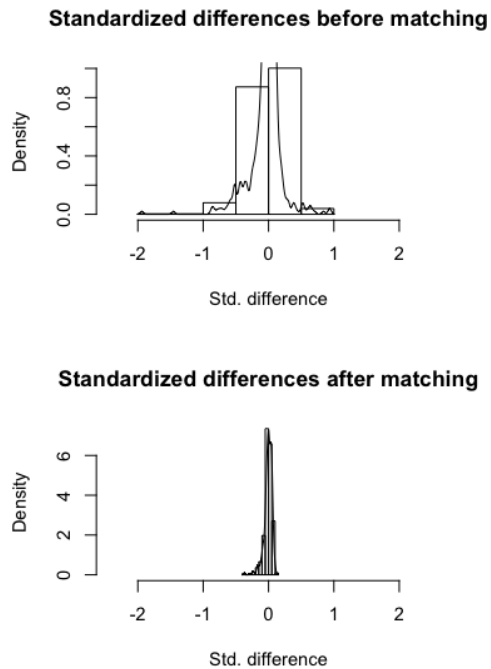 Standardized differences before matching
Density
0.8
0.4
0.0
-2 -1 0 1 2
Std. difference
Standardized differences after matching
Density
6
4
2
0
-2 -1 0 1 2
Std. difference